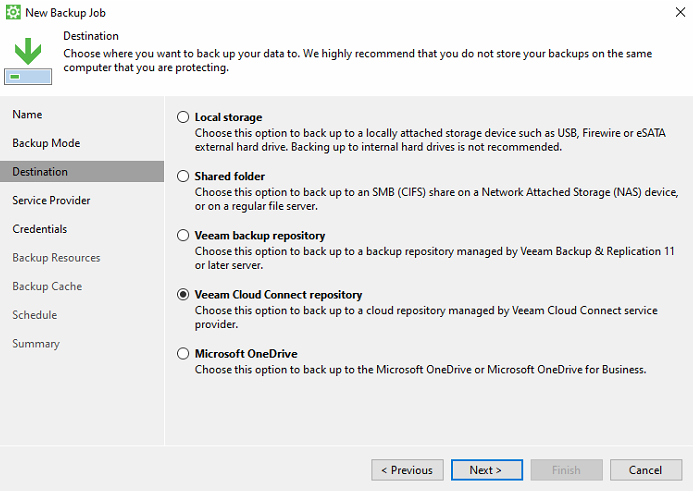 New Backup Job
Destination
Choose where you want to back up your data to. We highly recommend that you do not store your backups on the same
computer that you are protecting.
Name
Backup Mode
Destination
Service Provider
Credentials
Backup Resources
Backup Cache
Schedule
Summary
Local storage
Choose this option to back up to a locally attached storage device such as USB, Firewire or eSATA
external hard drive. Backing up to internal hard drives is not recommended.
Shared folder
Choose this option to back up to an SMB (CIFS) share on a Network Attached Storage (NAS) device,
or on a regular file server.
Veeam backup repository
Choose this option to back up to a backup repository managed by Veeam Backup & Replication 11
or later server.
Veeam Cloud Connect repository
Choose this option to back up to a cloud repository managed by Veeam Cloud Connect service
provider.
Microsoft OneDrive
Choose this option to back up to the Microsoft OneDrive or Microsoft OneDrive for Business.
< Previous
Next >
Finish
Cancel